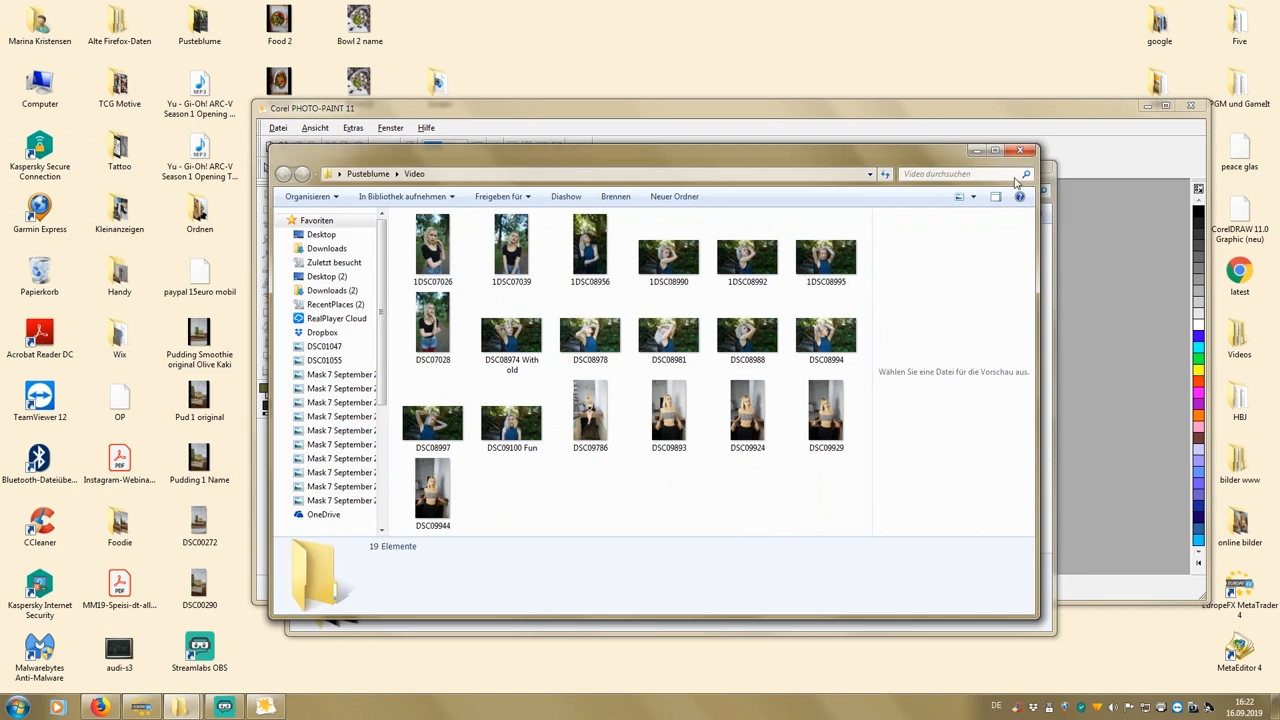 Marina Kristensen
Alte Firefox-Daten
Pusteblume
Food 2
Bowl 2 name
google
Five
Computer
TCG Motive
Yu - Gi-Oh! ARC-V
Season 1 Opening ...
PGM und GameIt
Corel PHOTO-PAINT 11
Datei
Ansicht
Extras
Fenster
Hilfe
Kaspersky Secure
Connection
Tattoo
Yu - Gi-Oh! ARC-V
Season 1 Opening T...
peace glas
Pusteblume
Video
Video durchsuchen
Organisieren
In Bibliothek aufnehmen
Freigeben für
Diashow
Brennen
Neuer Ordner
Garmin Express
Kleinanzeigen
Ordnen
CorelDRAW 11.0
Graphic (neu)
Favoriten
Desktop
Downloads
Zuletzt besucht
Desktop (2)
Downloads (2)
RecentPlaces (2)
RealPlayer Cloud
Dropbox
DSC01047
DSC01055
Mask 7 September 2
Mask 7 September 2
Mask 7 September 2
Mask 7 September 2
Mask 7 September 2
Mask 7 September 2
Mask 7 September 2
Mask 7 September 2
Mask 7 September 2
Mask 7 September 2
OneDrive
1DSC07026
1DSC07039
1DSC08956
1DSC08990
1DSC08992
1DSC08995
DSC07028
DSC08974 With
old
DSC08978
DSC08981
DSC08988
DSC08994
DSC08997
DSC09100 Fun
DSC09786
DSC09893
DSC09924
DSC09929
DSC09944
Wählen Sie eine Datei für die Vorschau aus.
19 Elemente
Papierkorb
Handy
paypal 15euro mobil
latest
Acrobat Reader DC
Wix
Pudding Smoothie
original Olive Kaki
Videos
TeamViewer 12
OP
Pud 1 original
HBJ
Bluetooth-Dateiübe...
Instagram-Webina...
Pudding 1 Name
bilder www
CCleaner
Foodie
DSC00272
online bilder
Kaspersky Internet
Security
MM19-Speisi-dt-all...
DSC00290
EuropeFX MetaTrader
4
Malwarebytes
Anti-Malware
audi-s3
Streamlabs OBS
MetaEditor 4
DE
16:22
16.09.2019